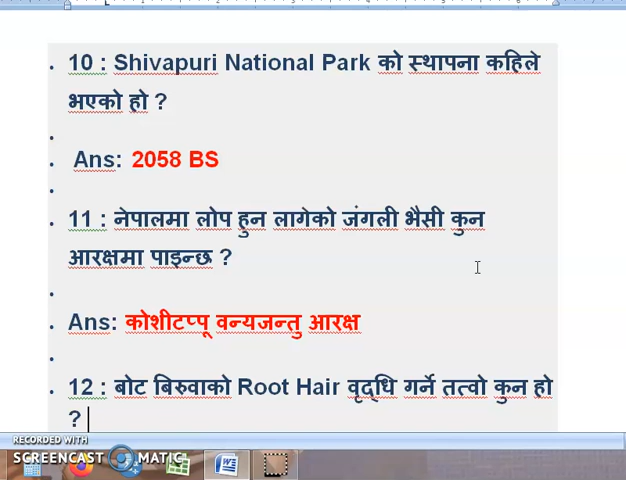 10 : Shivapuri National Park को स्थापना कहिले
भएको हो ?
Ans: 2058 BS
11 : नेपालमा लोप हुन लागेको जंगली भैसी कुन
आरक्षमा पाइन्छ ?
Ans: कोशीटप्पू वन्यजन्तु आरक्ष
12 : बोट बिरुवाको Root Hair वृद्धि गर्ने तत्वो कुन हो
?
RECORDED WITH
SCREENCAST MATIC